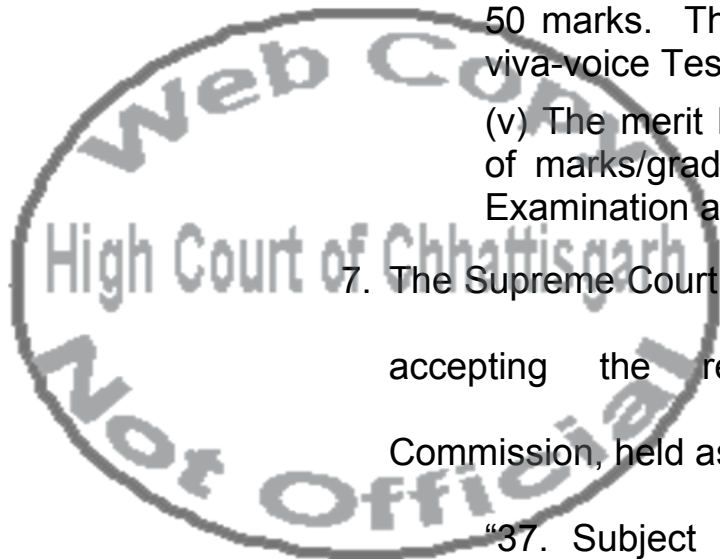 50 marks. Th
viva-voice Tes
(v) The merit
of marks/grad
Examination a
7. The Supreme Court
accepting the re
Commission, held as
"37. Subject
Web Copy
High Court of Chhattisgarh
Not Official